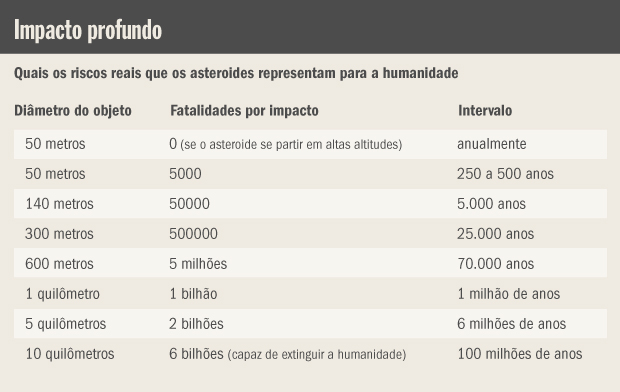 Impacto profundo
Quais os riscos reais que os asteroides representam para a humanidade
Diâmetro do objeto Fatalidades por impacto Intervalo
50 metros 0 (se o asteroide se partir em altas altitudes) anualmente
50 metros 5000 250 a 500 anos
140 metros 50000 5.000 anos
300 metros 500000 25.000 anos
600 metros 5 milhões 70.000 anos
1 quilômetro 1 bilhão 1 milhão de anos
5 quilômetros 2 bilhões 6 milhões de anos
10 quilômetros 6 bilhões (capaz de extinguir a humanidade) 100 milhões de anos